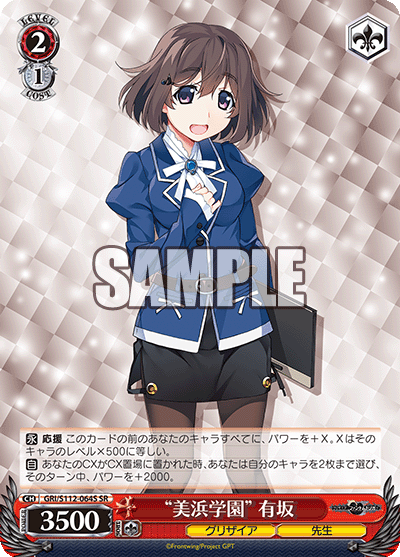 LEVEL
2
1
COST
SAMPLE
永 応援 このカードの前のあなたのキャラすべてに、パワーを＋X。Xはその
キャラのレベル×500に等しい。
自 あなたのCXがCX置場に置かれた時、あなたは自分のキャラを2枚まで選び、
そのターン中、パワーを+2000。
CH GRI/S112-064S SR
POWER
3500
“美浜学園” 有坂
グリザイア
先生
©Frontwing/Project GPT